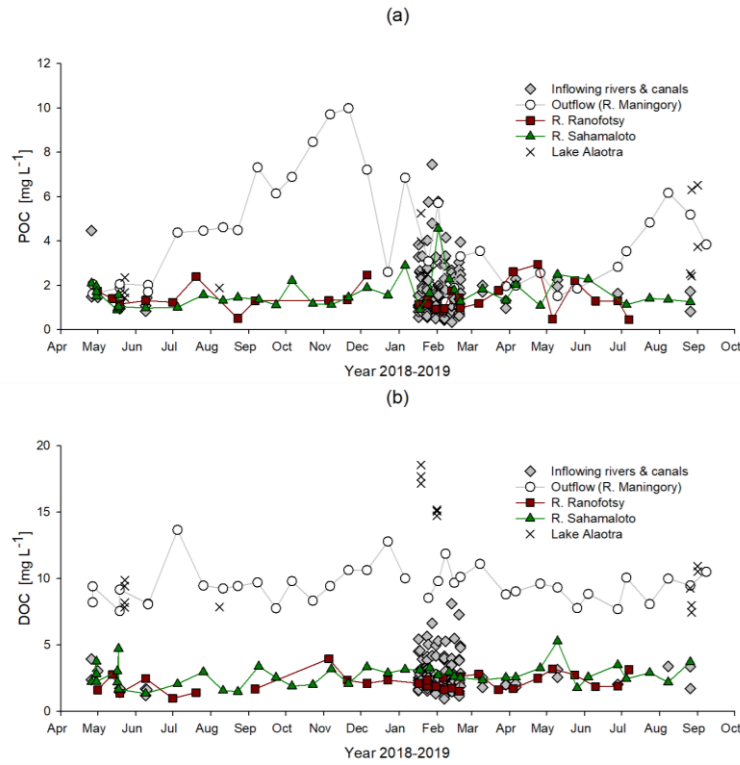 (a)
12
10
8
6
4
2
0
POC [mg L-1]
Inflowing rivers & canals
Outflow (R. Maningory)
R. Ranofotsy
R. Sahamaloto
Lake Alaotra
Apr May Jun Jul Aug Sep Oct Nov Dec Jan Feb Mar Apr May Jun Jul Aug Sep Oct
Year 2018-2019
(b)
20
15
10
5
0
DOC [mg L-1]
Inflowing rivers & canals
Outflow (R. Maningory)
R. Ranofotsy
R. Sahamaloto
Lake Alaotra
Apr May Jun Jul Aug Sep Oct Nov Dec Jan Feb Mar Apr May Jun Jul Aug Sep Oct
Year 2018-2019